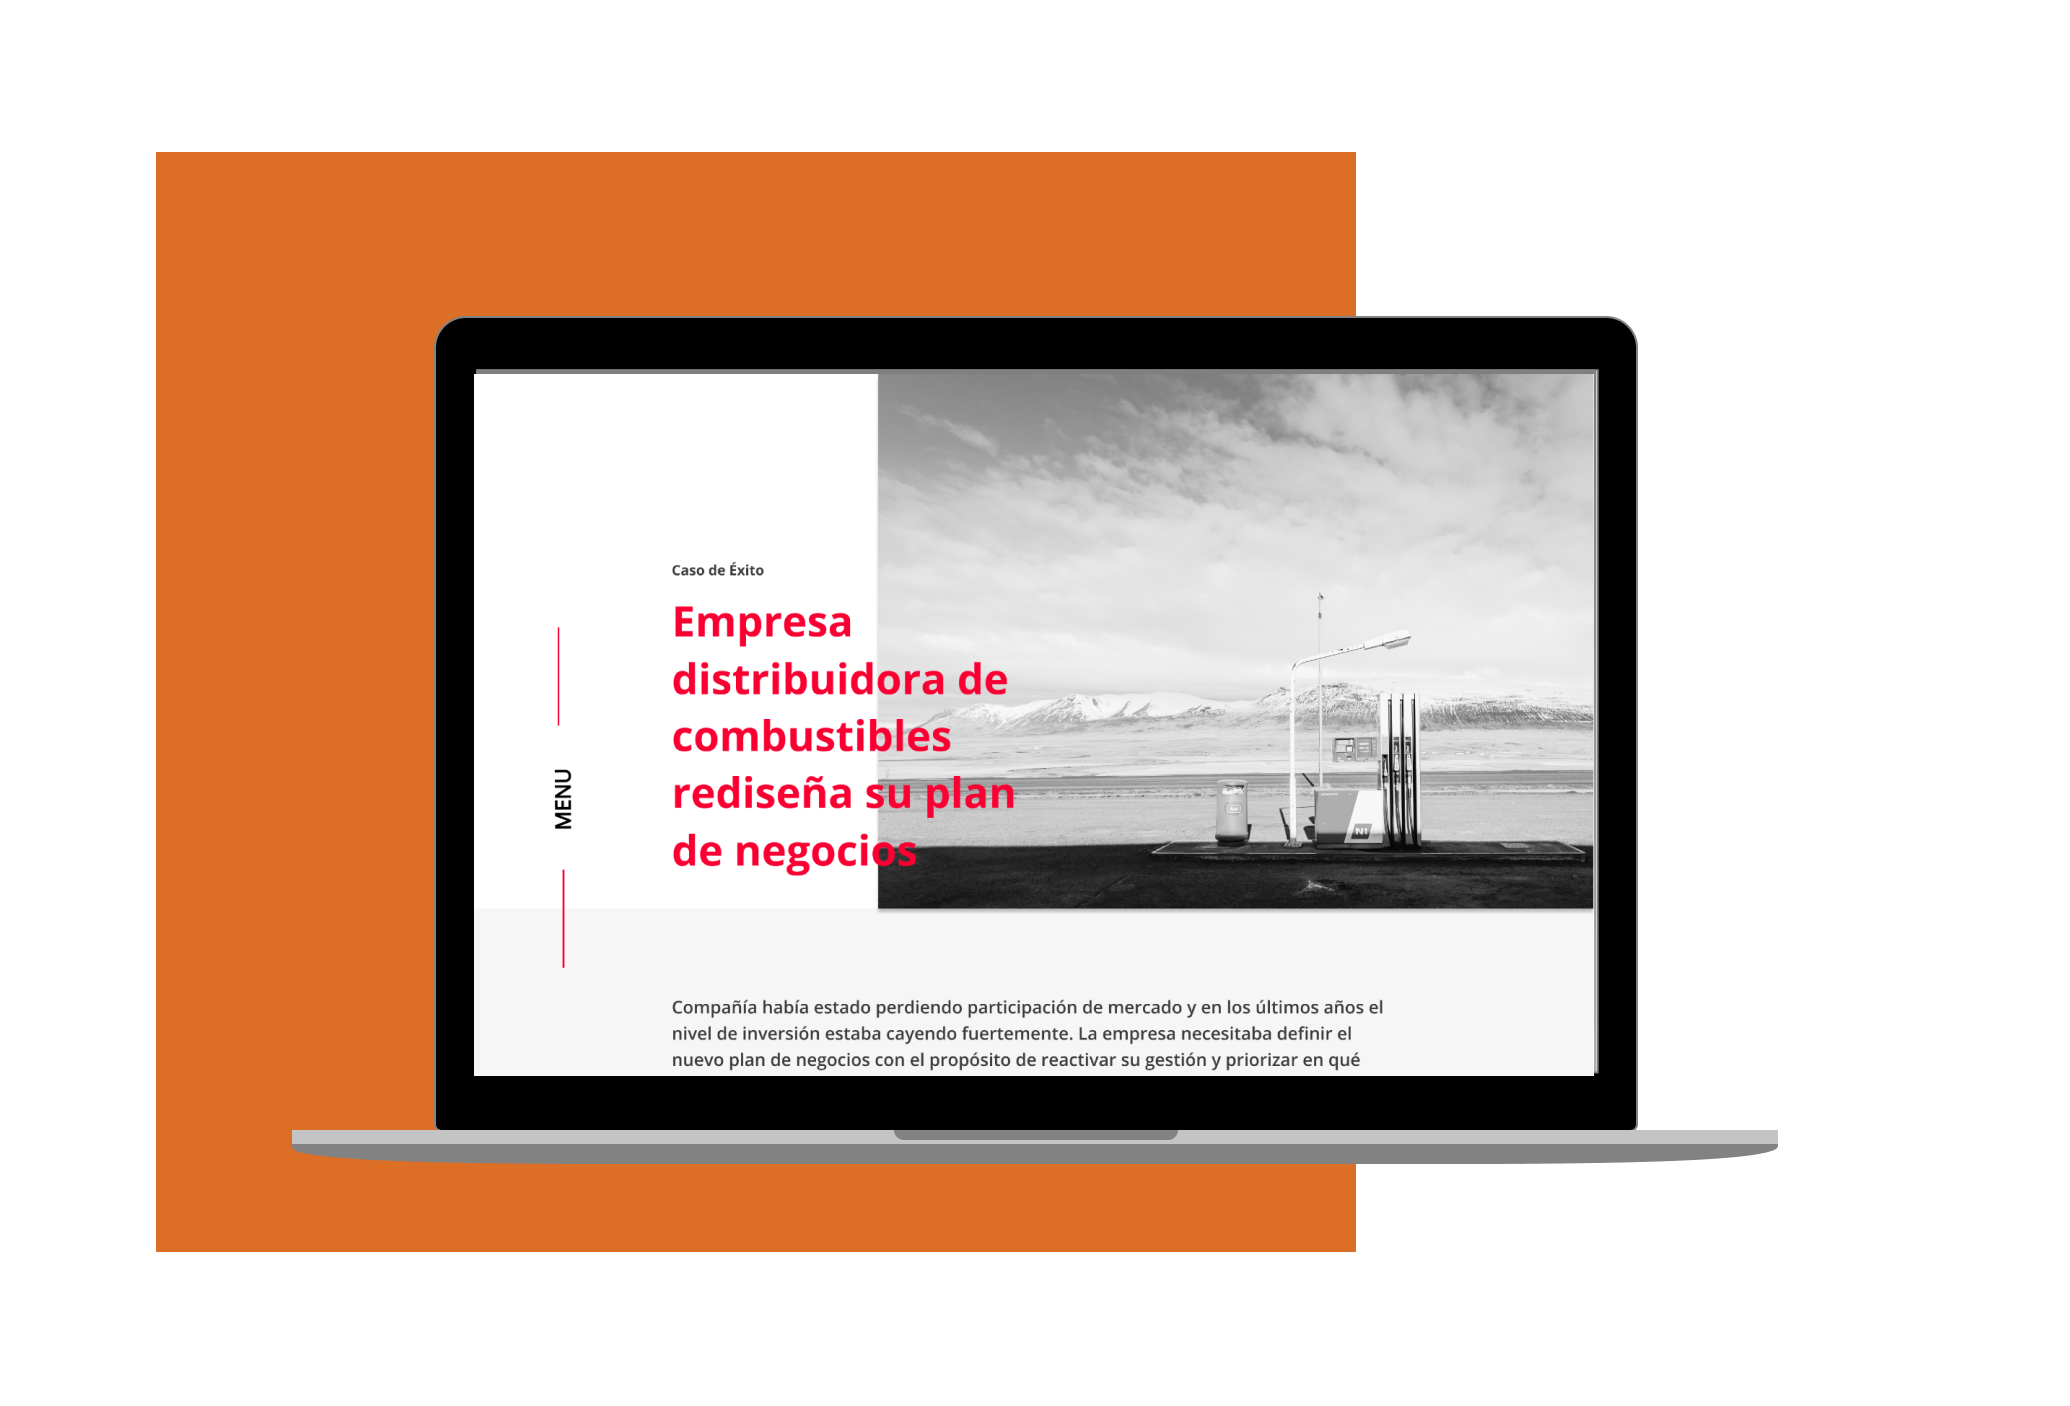 Caso de Éxito
Empresa
distribuidora de
combustibles
rediseña su plan
de negocios
MENU
N1
Compañía había estado perdiendo participación de mercado y en los últimos años el
nivel de inversión estaba cayendo fuertemente. La empresa necesitaba definir el
nuevo plan de negocios con el propósito de reactivar su gestión y priorizar en qué